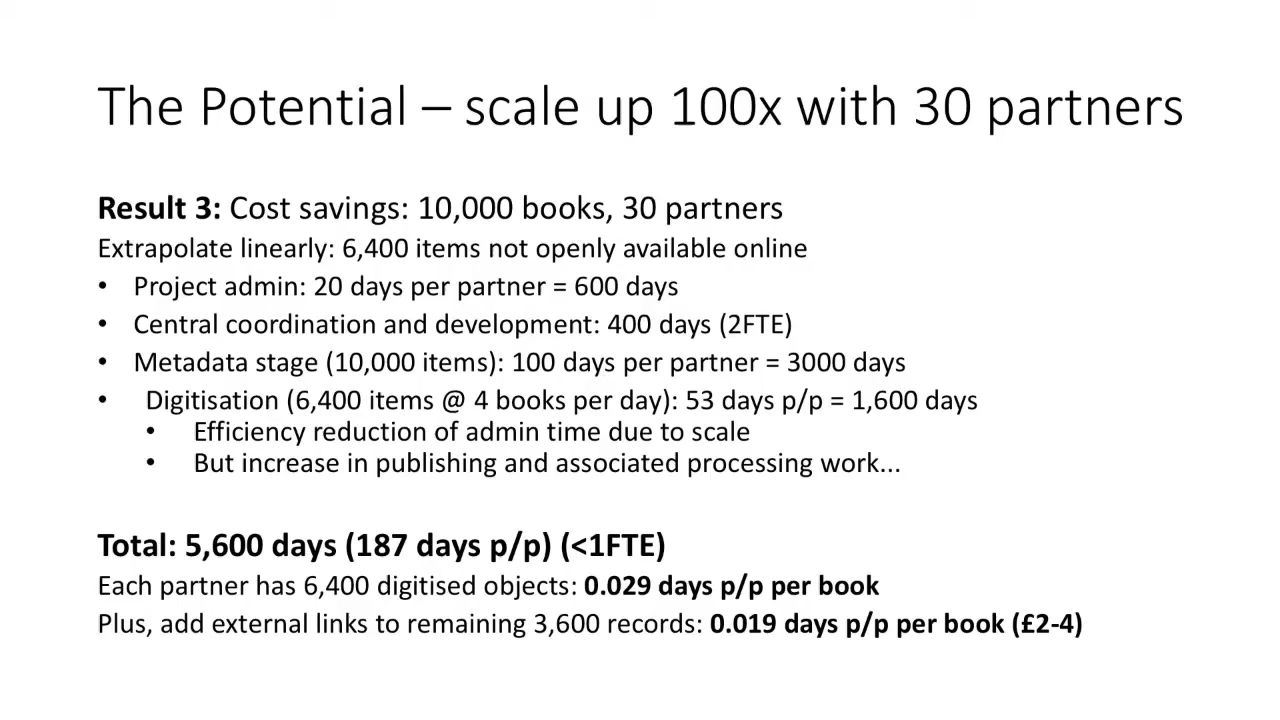 The Potential – scale up 100x with 30 partners
Result 3: Cost savings: 10,000 books, 30 partners
Extrapolate linearly: 6,400 items not openly available online
• Project admin: 20 days per partner = 600 days
• Central coordination and development: 400 days (2FTE)
• Metadata stage (10,000 items): 100 days per partner = 3000 days
• Digitisation (6,400 items @ 4 books per day): 53 days p/p = 1,600 days
• Efficiency reduction of admin time due to scale
• But increase in publishing and associated processing work...
Total: 5,600 days (187 days p/p) (<1FTE)
Each partner has 6,400 digitised objects: 0.029 days p/p per book
Plus, add external links to remaining 3,600 records: 0.019 days p/p per book (£2-4)